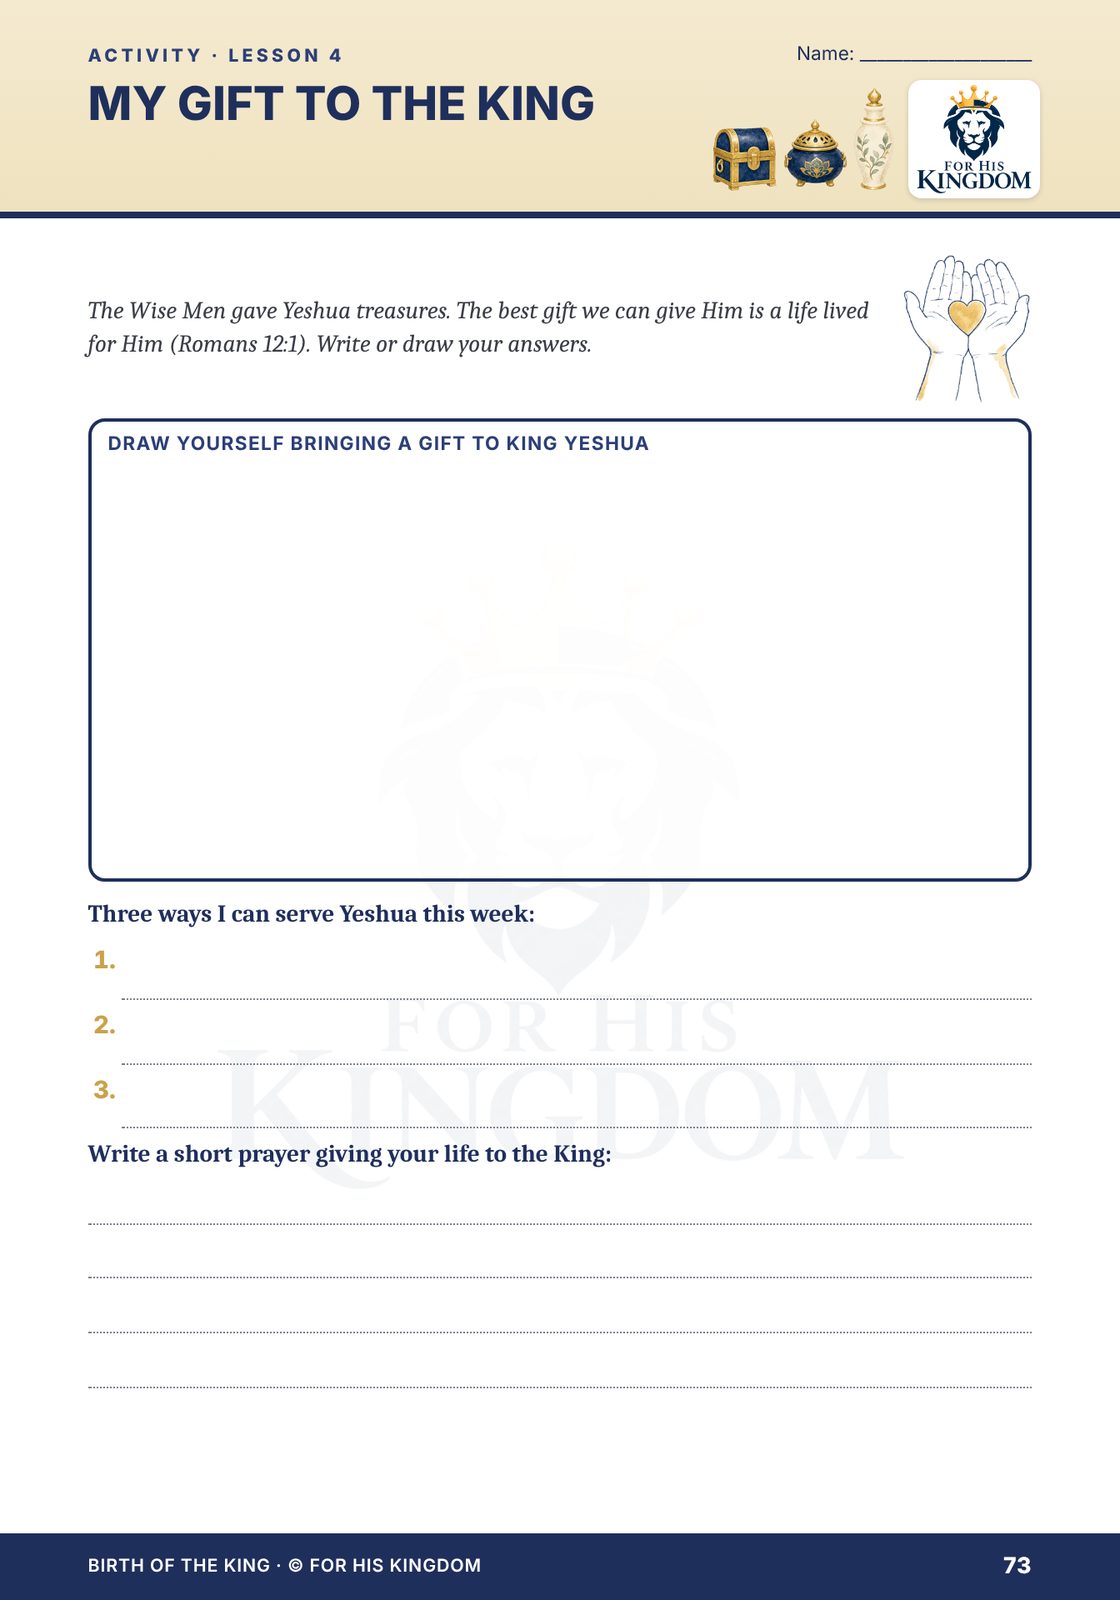 ACTIVITY · LESSON 4
Name: ___________________
MY GIFT TO THE KING
FOR HIS
KINGDOM
The Wise Men gave Yeshua treasures. The best gift we can give Him is a life lived
for Him (Romans 12:1). Write or draw your answers.
DRAW YOURSELF BRINGING A GIFT TO KING YESHUA
Three ways I can serve Yeshua this week:
1.
2.
3.
FOR HIS
KINGDOM
Write a short prayer giving your life to the King:
BIRTH OF THE KING · © FOR HIS KINGDOM
73